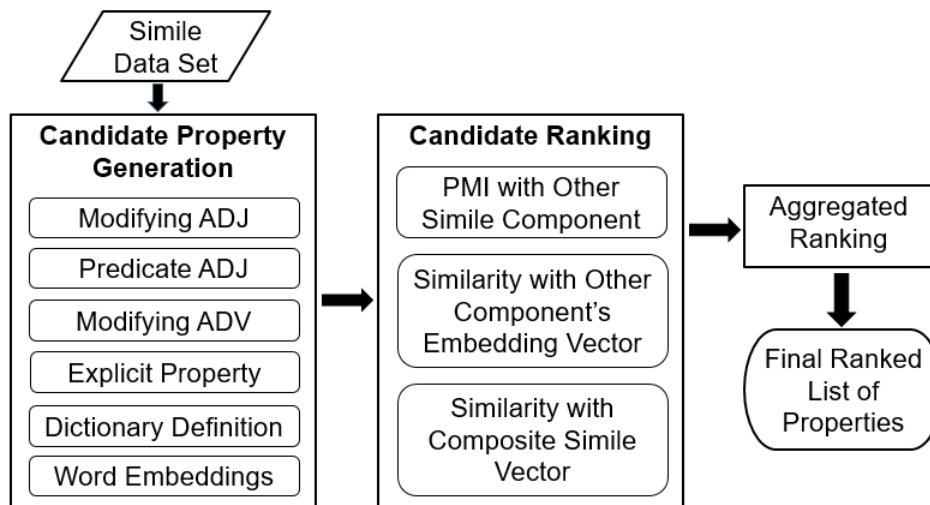 Simile
Data Set
Candidate Property
Generation
Modifying ADJ
Predicate ADJ
Modifying ADV
Explicit Property
Dictionary Definition
Word Embeddings
Candidate Ranking
PMI with Other
Simile Component
Similarity with Other
Component's
Embedding Vector
Similarity with
Composite Simile
Vector
Aggregated
Ranking
Final Ranked
List of
Properties